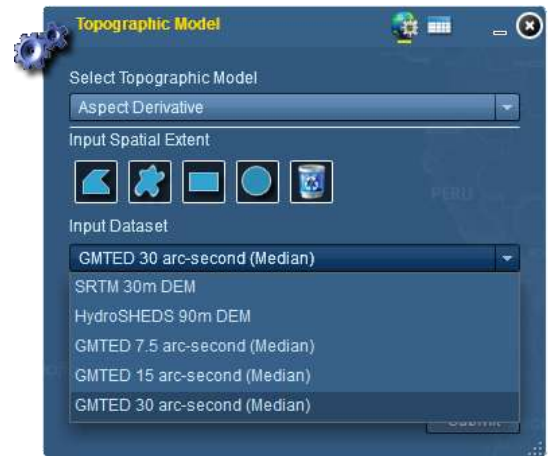 Topographic Model
Select Topographic Model
Aspect Derivative
Input Spatial Extent
PERU
Input Dataset
GMTED 30 arc-second (Median)
SRTM 30m DEM
HydroSHEDS 90m DEM
GMTED 7.5 arc-second (Median)
GMTED 15 arc-second (Median)
GMTED 30 arc-second (Median)
Submit